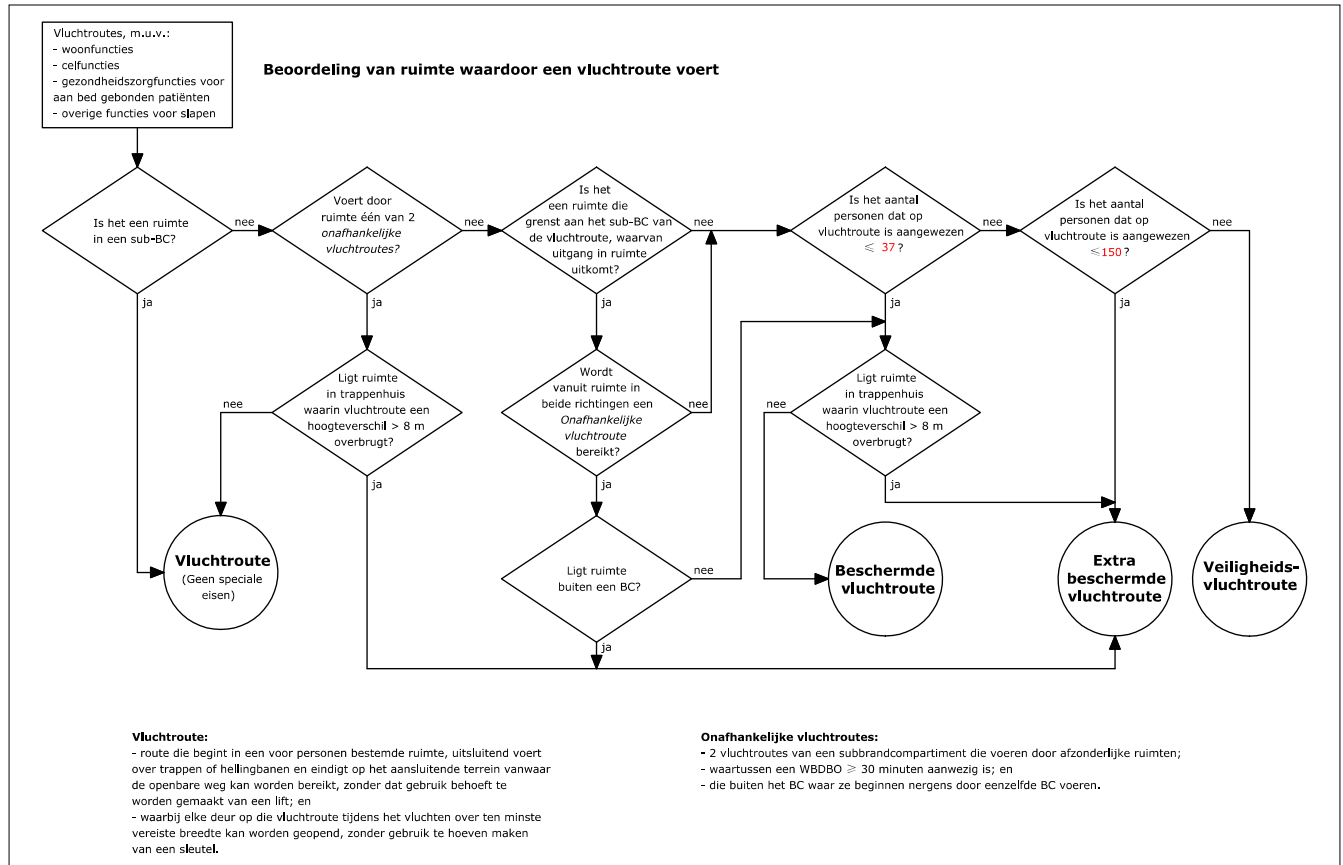 Vluchtroutes, m.u.v.:
- woonfuncties
- celfuncties
- gezondheidszorgfuncties voor
aan bed gebonden patiënten
- overige functies voor slapen
Beoordeling van ruimte waardoor een vluchtroute voert
Is het een ruimte
in een sub-BC?
nee
ja
Voert door
ruimte één van 2
onafhankelijke
vluchtroutes?
nee
ja
Is het
een ruimte die
grenst aan het sub-BC van
de vluchtroute, waarvan
uitgang in ruimte
uitkomt?
nee
ja
Is het aantal
personen dat op
vluchtroute is aangewezen
≤ 37 ?
nee
ja
Is het aantal
personen dat op
vluchtroute is aangewezen
≤150 ?
nee
ja
Ligt ruimte
in trappenhuis
waarin vluchtroute een
hoogteverschil > 8 m
overbrugt?
nee
ja
Wordt
vanuit ruimte in
beide richtingen een
Onafhankelijke
vluchtroute
bereikt?
nee
ja
Ligt ruimte
in trappenhuis
waarin vluchtroute een
hoogteverschil > 8 m
overbrugt?
nee
ja
Ligt ruimte
buiten een BC?
nee
ja
Vluchtroute
(Geen speciale
eisen)
Beschermde
vluchtroute
Extra
beschermde
vluchtroute
Veiligheids-
vluchtroute
Vluchtroute:
- route die begint in een voor personen bestemde ruimte, uitsluitend voert
over trappen of hellingbanen en eindigt op het aansluitende terrein vanwaar
de openbare weg kan worden bereikt, zonder dat gebruik behoeft te
worden gemaakt van een lift; en
- waarbij elke deur op die vluchtroute tijdens het vluchten over ten minste
vereiste breedte kan worden geopend, zonder gebruik te hoeven maken
van een sleutel.
Onafhankelijke vluchtroutes:
- 2 vluchtroutes van een subbrandcompartiment die voeren door afzonderlijke ruimten;
- waartussen een WBDBO ≥ 30 minuten aanwezig is; en
- die buiten het BC waar ze beginnen nergens door eenzelfde BC voeren.